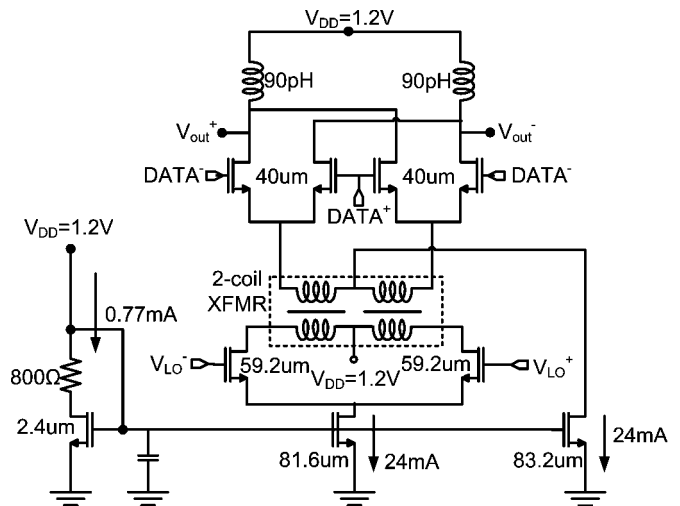 VDD=1.2V
90pH
90pH
Vout+
Vout-
DATA-
40um
40um
DATA-
DATA+
VDD=1.2V
2-coil
XFMR
0.77mA
VLO-
59.2um
59.2um
VLO+
800Ω
VDD=1.2V
2.4um
81.6um
24mA
83.2um
24mA